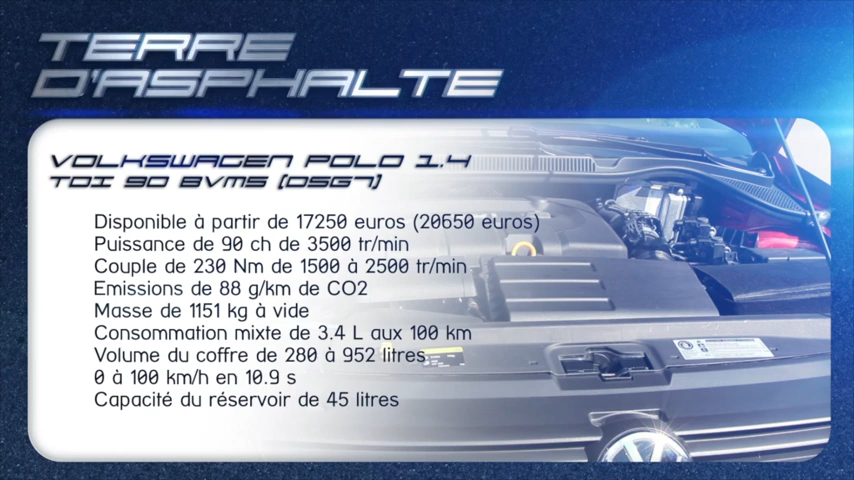 TERRE
D'ASPHALTE
VOLKSWAGEN POLO 1.4
TDI 90 BVM5 (DSG7)
Disponible à partir de 17250 euros (20650 euros)
Puissance de 90 ch de 3500 tr/min
Couple de 230 Nm de 1500 à 2500 tr/min
Emissions de 88 g/km de CO2
Masse de 1151 kg à vide
Consommation mixte de 3.4 L aux 100 km
Volume du coffre de 280 à 952 litres
0 à 100 km/h en 10.9 s
Capacité du réservoir de 45 litres